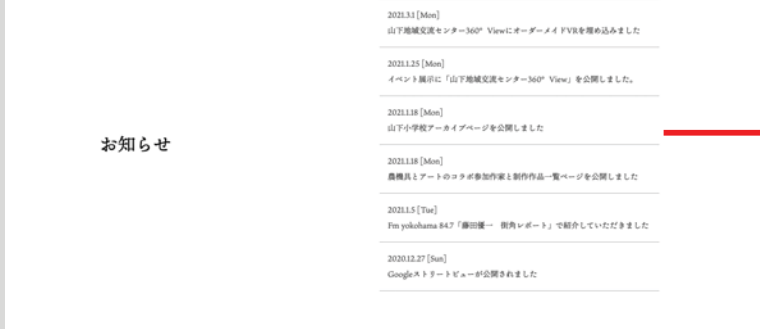 お知らせ
2021.3.1 [Mon]
山下地域交流センター360° ViewにオーダーメイドVRを埋め込みました
2021.1.25 [Mon]
イベント展示に「山下地域交流センター360° View」を公開しました。
2021.1.18 [Mon]
山下小学校アーカイブページを公開しました
2021.1.18 [Mon]
農機具とアートのコラボ参加作家と制作作品一覧ページを公開しました
2021.1.5 [Tue]
Fm yokohama 84.7「藤田優一　街角レポート」で紹介していただきました
2020.12.27 [Sun]
Googleストリートビューが公開されました